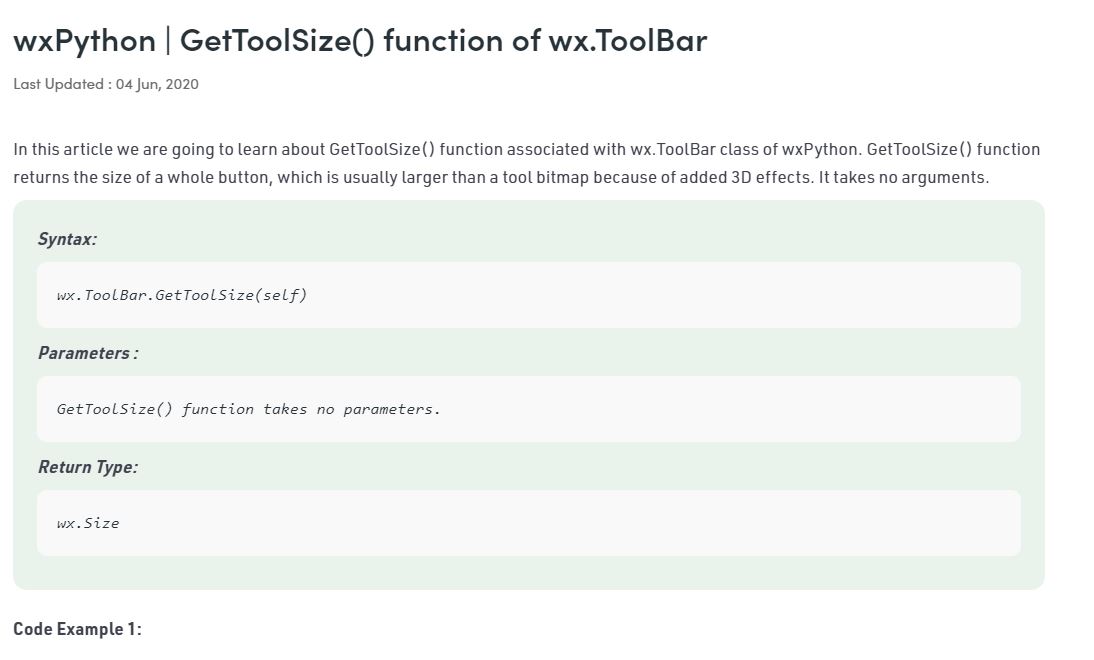 wxPython | GetToolSize() function of wx.ToolBar
Last Updated : 04 Jun, 2020
In this article we are going to learn about GetToolSize() function associated with wx.ToolBar class of wxPython. GetToolSize() function
returns the size of a whole button, which is usually larger than a tool bitmap because of added 3D effects. It takes no arguments.
Syntax:
wx.ToolBar.GetToolSize(self)
Parameters :
GetToolSize() function takes no parameters.
Return Type:
wx.Size
Code Example 1: